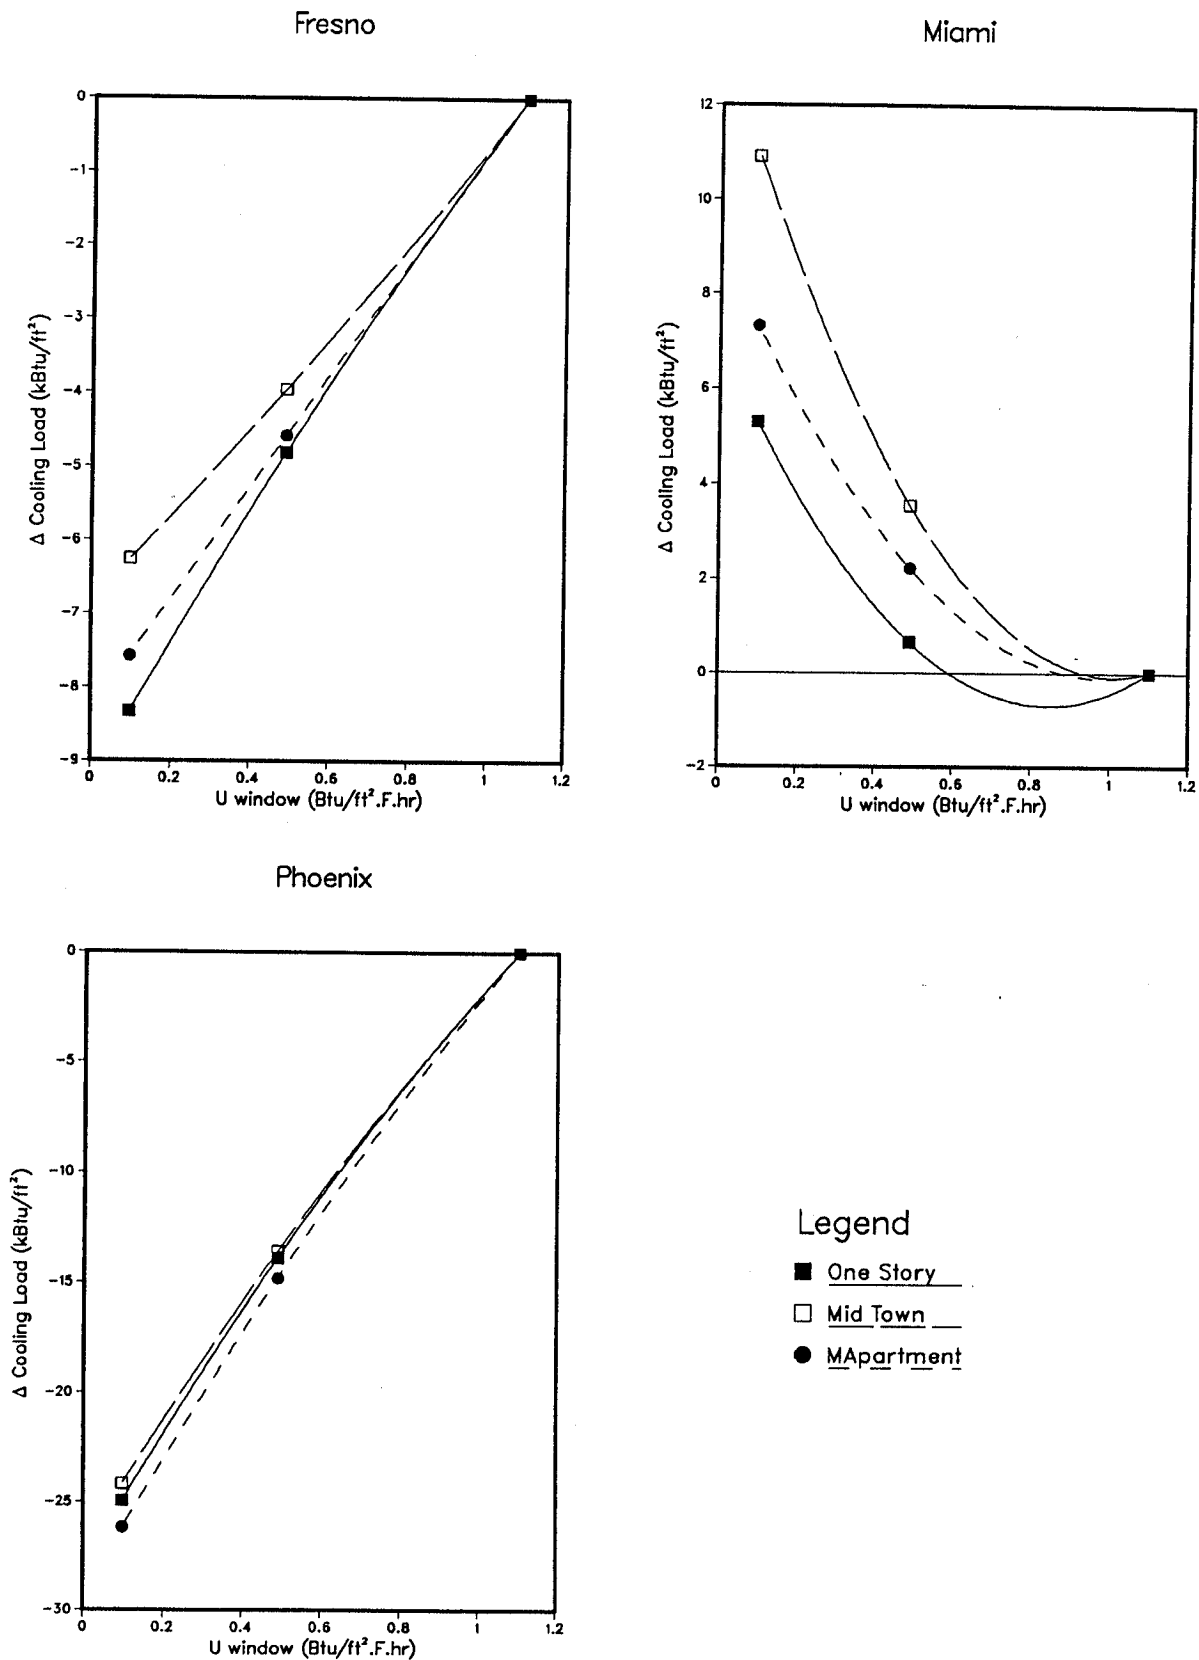 Fresno
0
-1
-2
-3
-4
-5
-6
-7
-8
-9
Δ Cooling Load (kBtu/ft²)
0 0.2 0.4 0.6 0.8 1 1.2
U window (Btu/ft².F.hr)
Miami
12
10
8
6
4
2
0
-2
Δ Cooling Load (kBtu/ft²)
0 0.2 0.4 0.6 0.8 1 1.2
U window (Btu/ft².F.hr)
Phoenix
0
-5
-10
-15
-20
-25
-30
Δ Cooling Load (kBtu/ft²)
0 0.2 0.4 0.6 0.8 1 1.2
U window (Btu/ft².F.hr)
Legend
One Story
Mid Town
MApartment